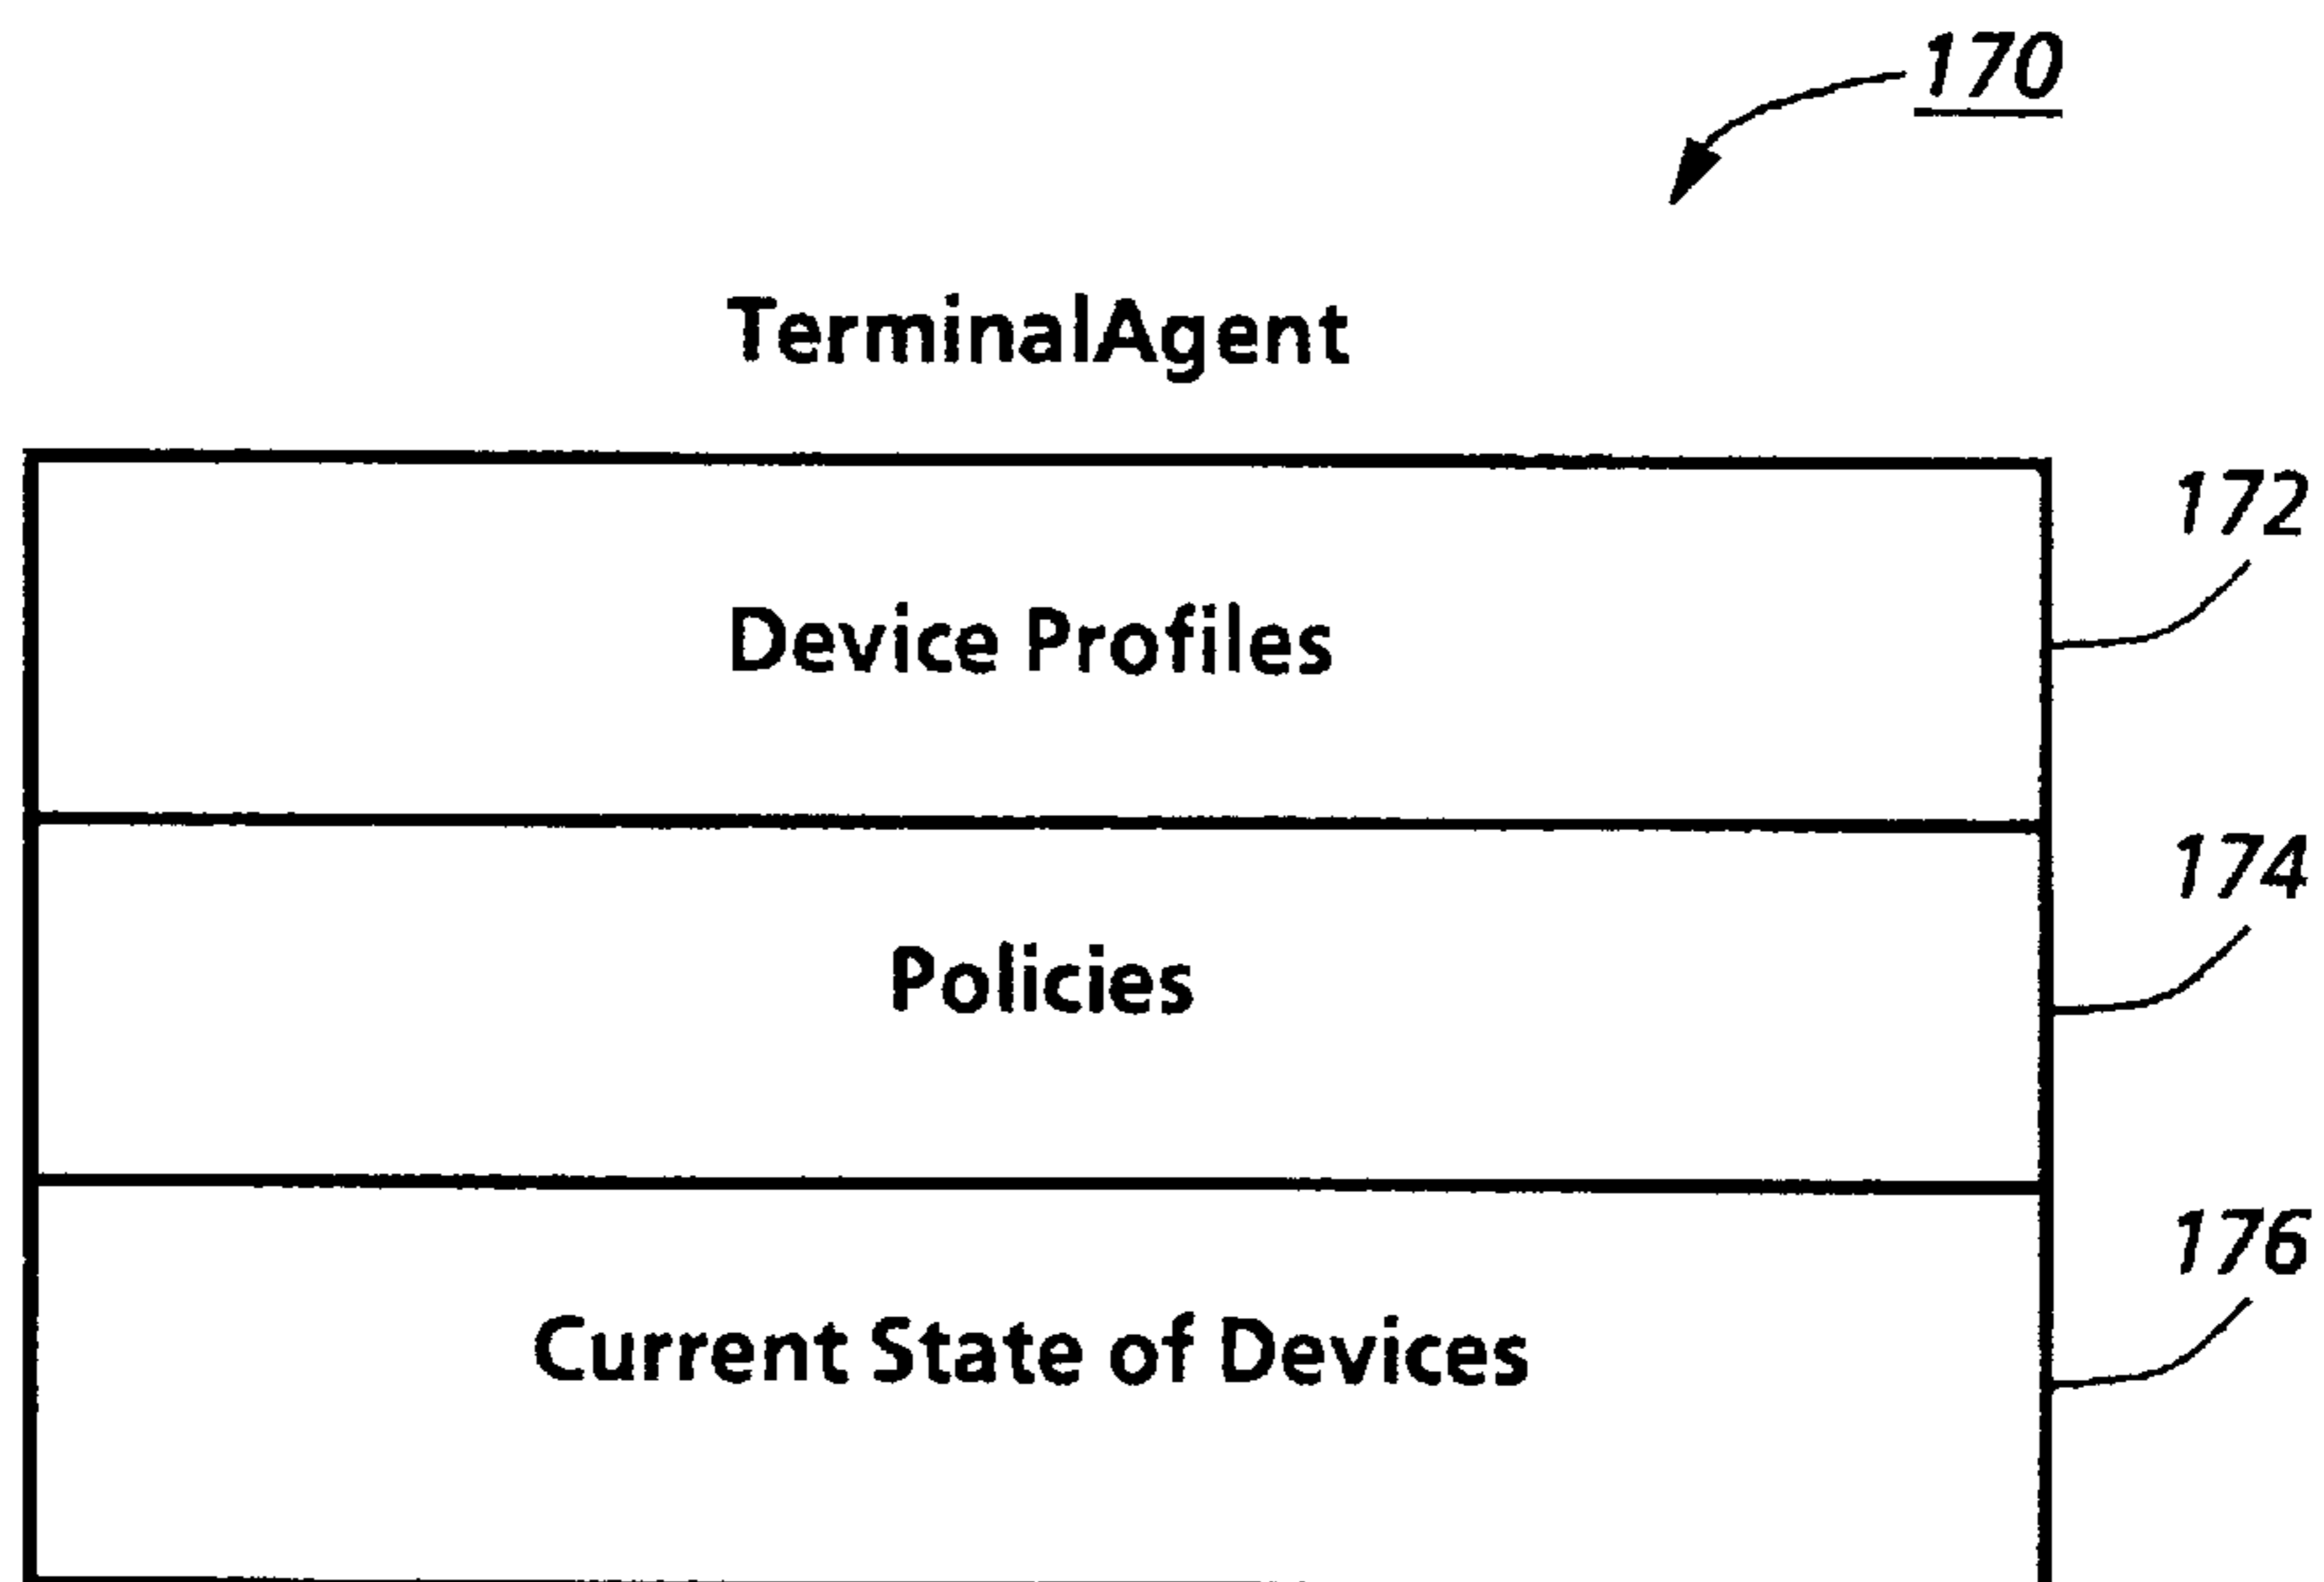 170
TerminalAgent
172
Device Profiles
174
Policies
176
Current State of Devices